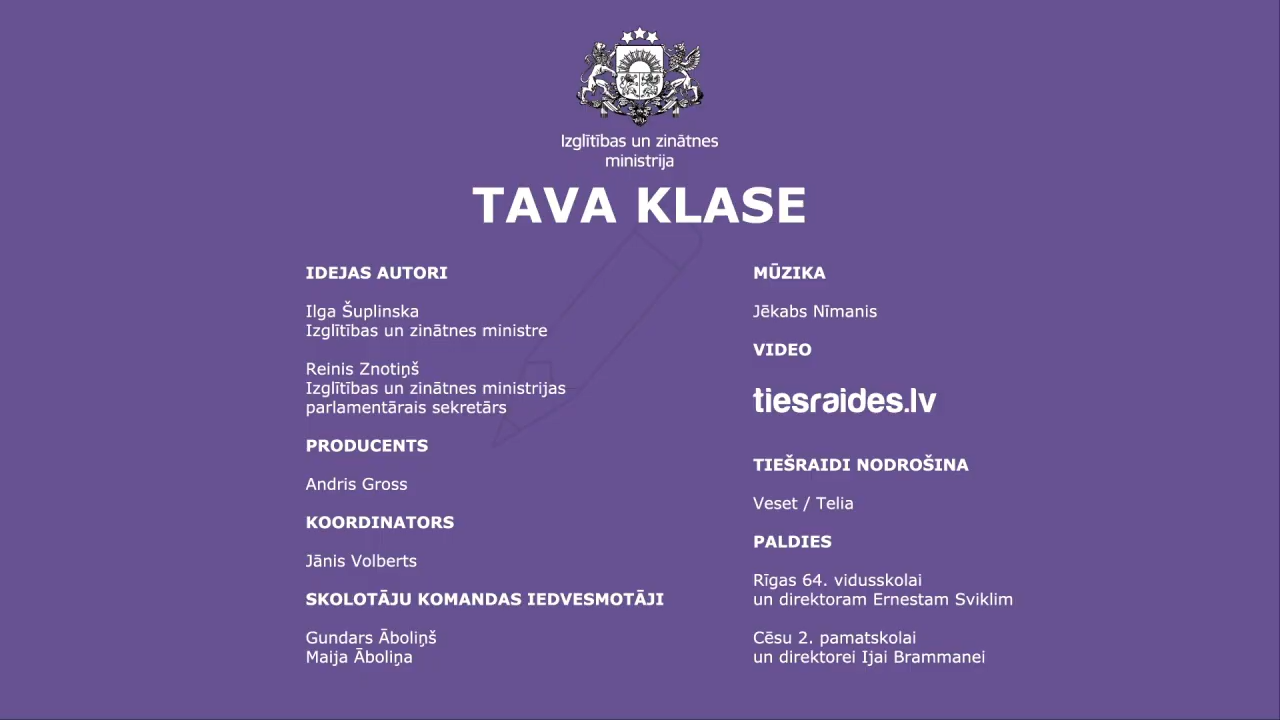 Izglītības un zinātnes
ministrija
TAVA KLASE
IDEJAS AUTORI
Ilga Šuplinska
Izglītības un zinātnes ministre
Reinis Znotiņš
Izglītības un zinātnes ministrijas
parlamentārais sekretārs
PRODUCENTS
Andris Gross
KOORDINATORS
Jānis Volberts
SKOLOTĀJU KOMANDAS IEDVESMOTĀJI
Gundars Āboliņš
Maija Āboliņa
MŪZIKA
Jēkabs Nīmanis
VIDEO
tiesraides.lv
TIEŠRAIDI NODROŠINA
Veset / Telia
PALDIES
Rīgas 64. vidusskolai
un direktoram Ernestam Sviklim
Cēsu 2. pamatskolai
un direktorei Ijai Brammanei